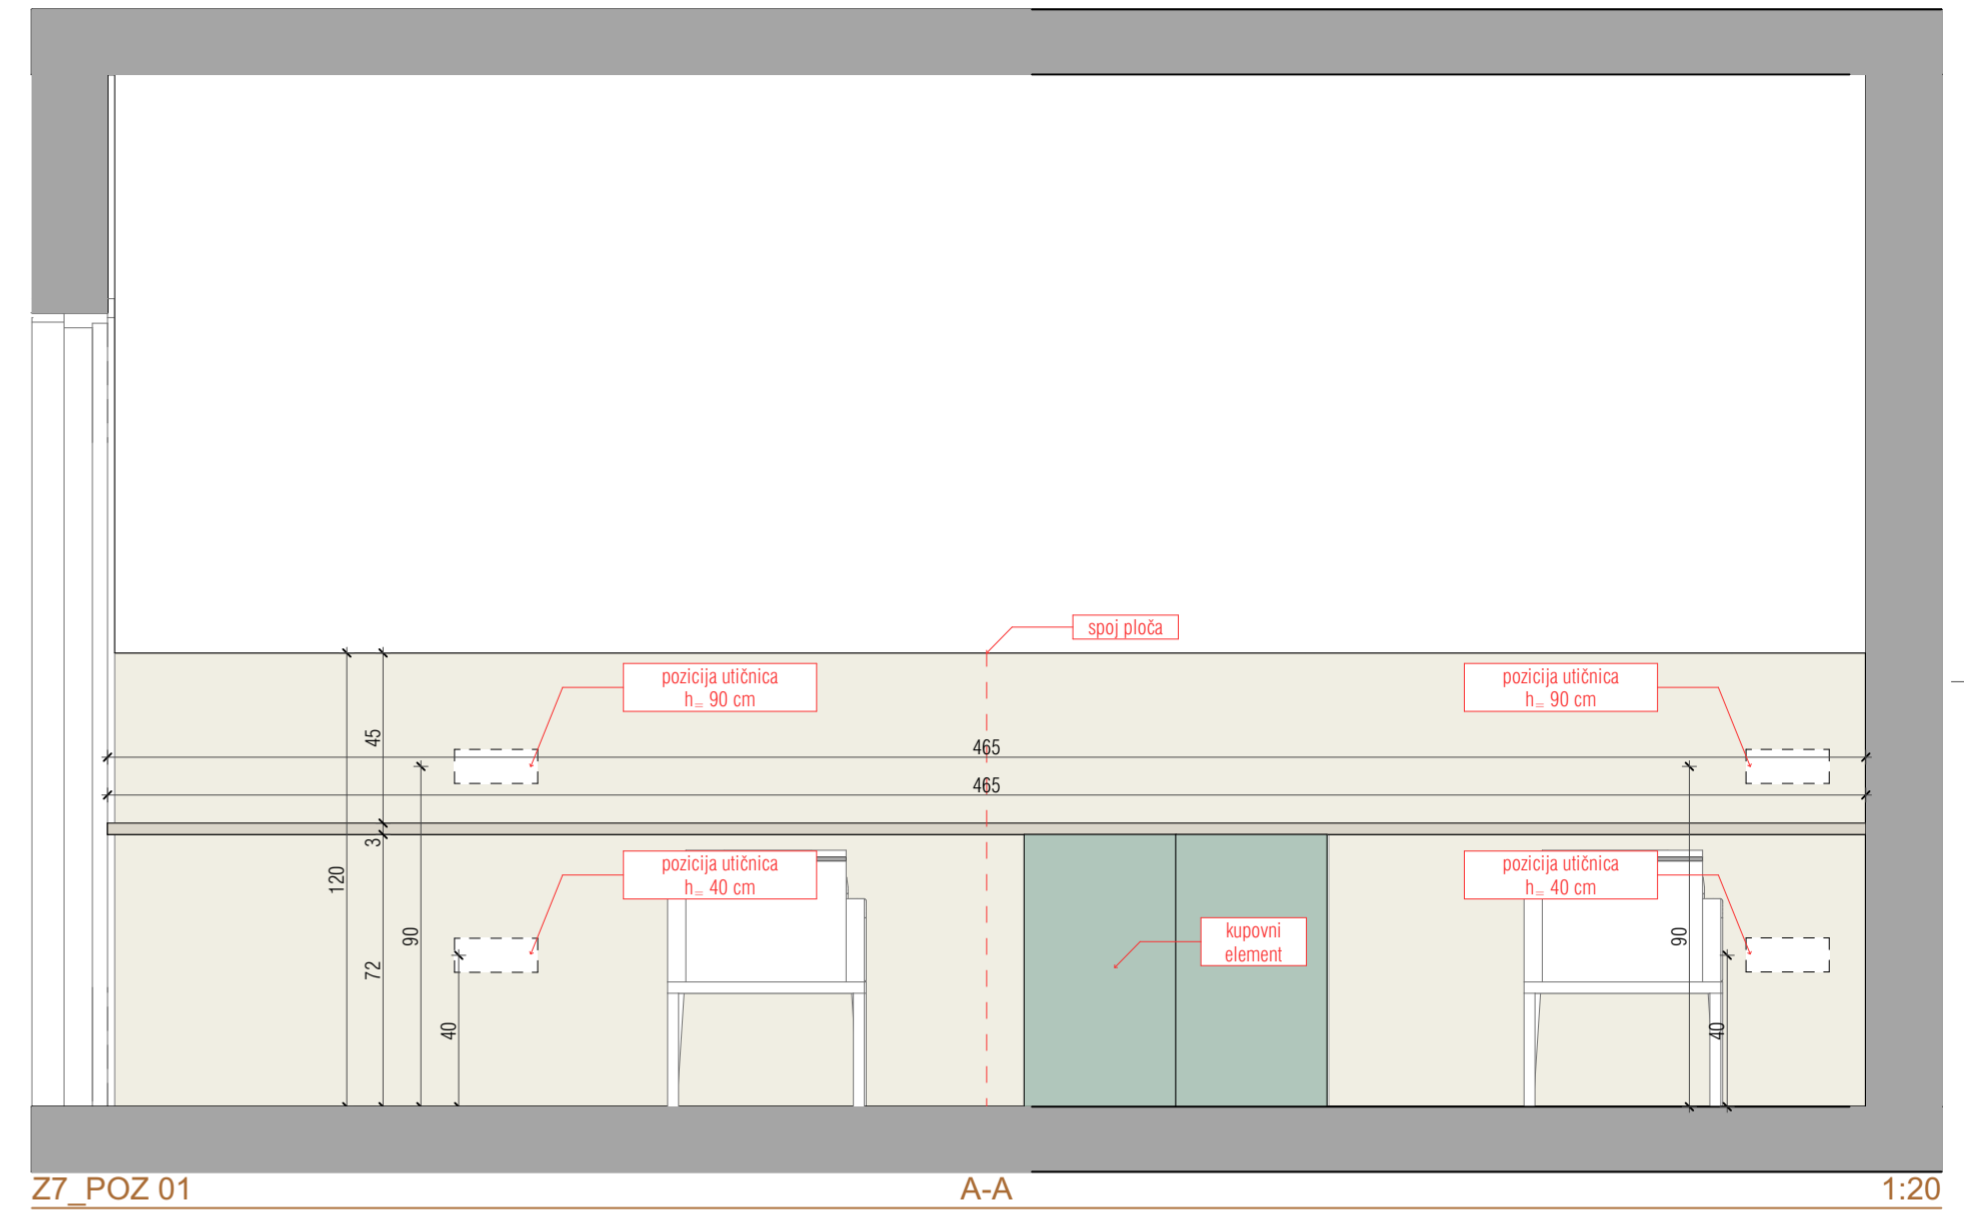 spoj ploča
pozicija utičnica
h= 90 cm
pozicija utičnica
h= 90 cm
45
465
465
3
120
90
72
40
pozicija utičnica
h= 40 cm
kupovni
element
pozicija utičnica
h= 40 cm
90
40
Z7_POZ 01
A-A
1:20